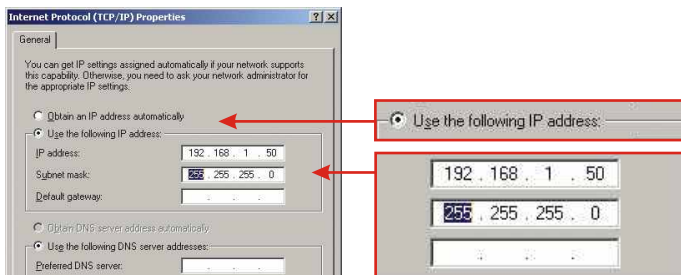 Internet Protocol (TCP/IP) Properties
General
You can get IP settings assigned automatically if your network supports
this capability. Otherwise, you need to ask your network administrator for
the appropriate IP settings.
Obtain an IP address automatically
Use the following IP address:
IP address: 192 . 168 . 1 . 50
Subnet mask: 255 . 255 . 255 . 0
Default gateway: . . .
Obtain DNS server address automatically
Use the following DNS server addresses:
Preferred DNS server: . . .
Use the following IP address:
192 . 168 . 1 . 50
255 . 255 . 255 . 0
. . .